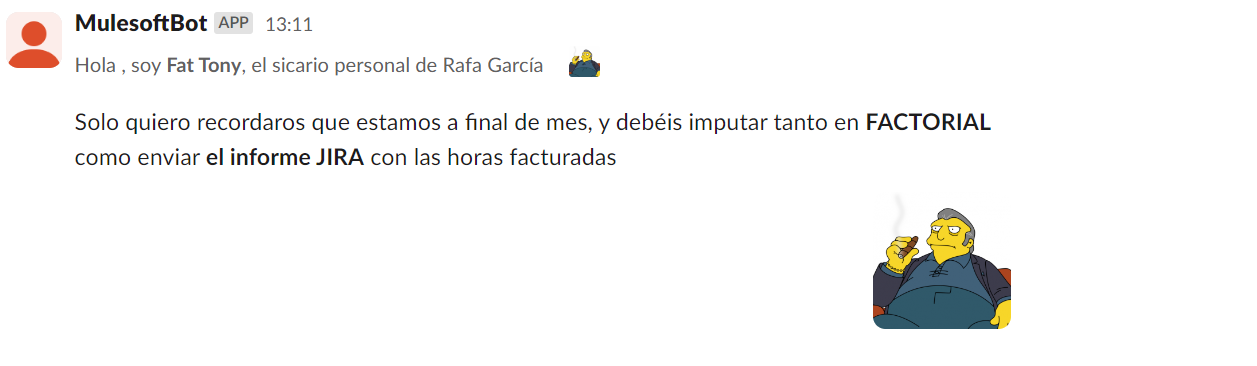 MulesoftBot APP 13:11
Hola , soy Fat Tony, el sicario personal de Rafa García
Solo quiero recordaros que estamos a final de mes, y debéis imputar tanto en FACTORIAL
como enviar el informe JIRA con las horas facturadas